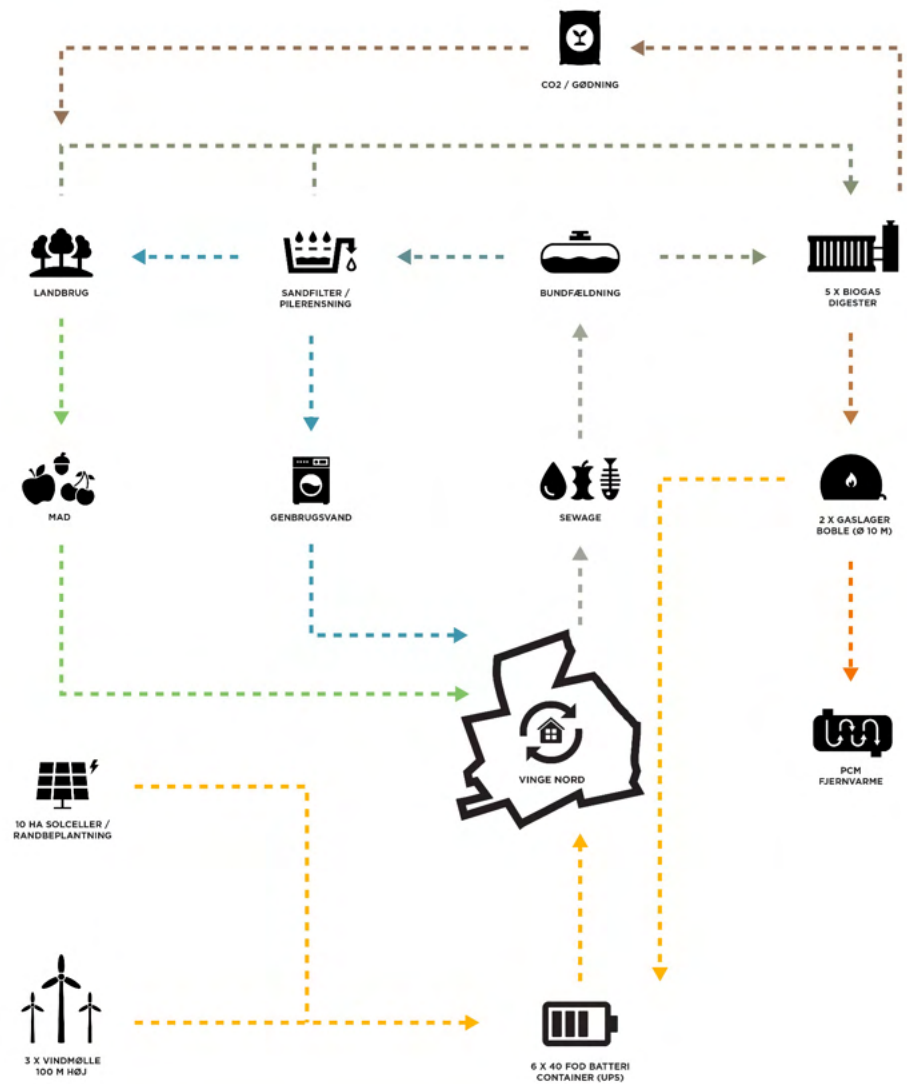 CO2 / GØDNING
LANDBRUG
SANDFILTER /
PILERENSNING
BUNDFÆLDNING
5 X BIOGAS
DIGESTER
MAD
GENBRUGSVAND
SEWAGE
2 X GASLAGER
BOBLE (Ø 10 M)
VINGE NORD
PCM
FJERNVARME
10 HA SOLCELLER /
RANDBEPLANTNING
3 X VINDMØLLE
100 M HØJ
6 X 40 FOD BATTERI
CONTAINER (UPS)